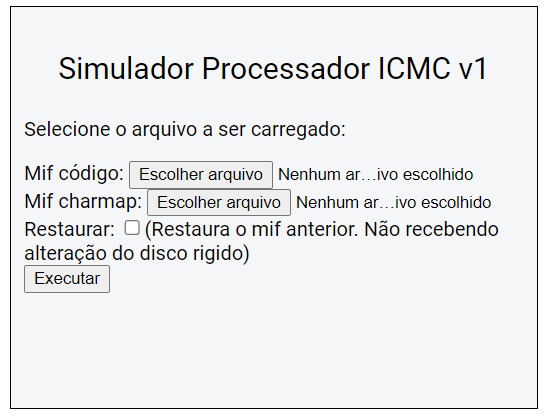 Simulador Processador ICMC v1
Selecione o arquivo a ser carregado:
Mif código: Escolher arquivo Nenhum ar…ivo escolhido
Mif charmap: Escolher arquivo Nenhum ar…ivo escolhido
Restaurar: (Restaura o mif anterior. Não recebendo
alteração do disco rigido)
Executar